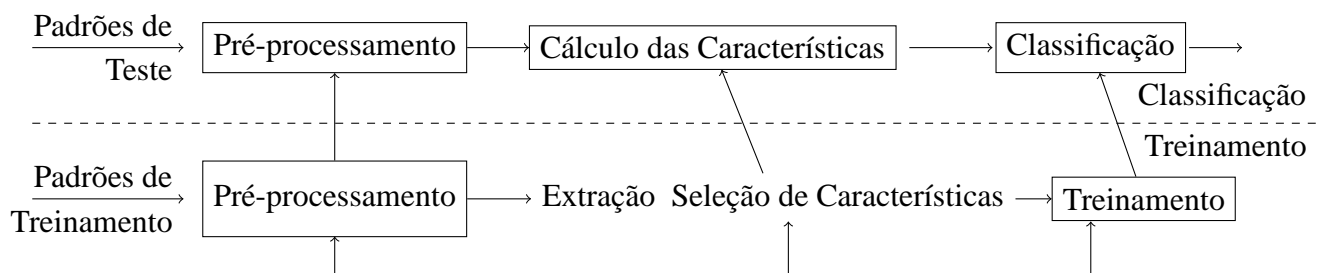 Padrões de
Teste
Pré-processamento
Cálculo das Características
Classificação
Classificação
Treinamento
Padrões de
Treinamento
Pré-processamento
Extração Seleção de Características
Treinamento